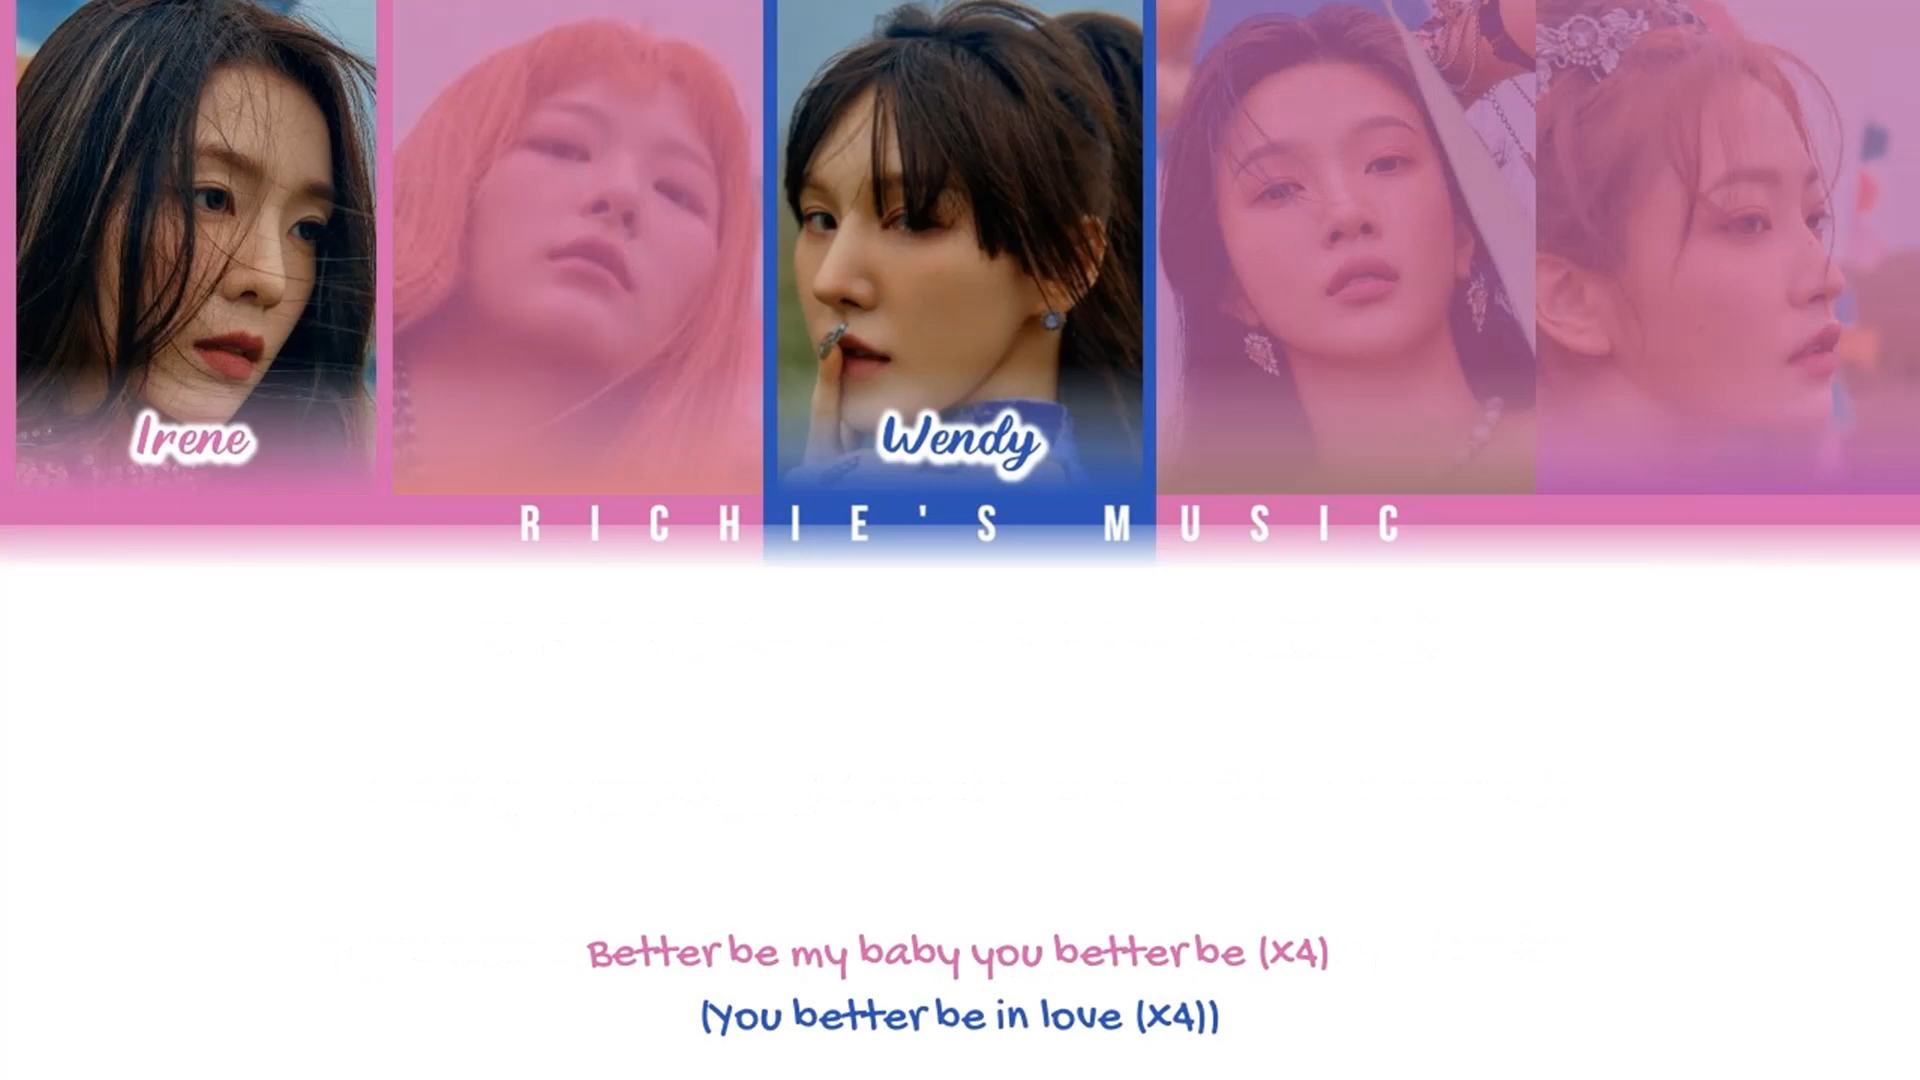 Irene
Wendy
RICHIE'S MUSIC
Better be my baby you better be (x4)
(You better be in love (x4))